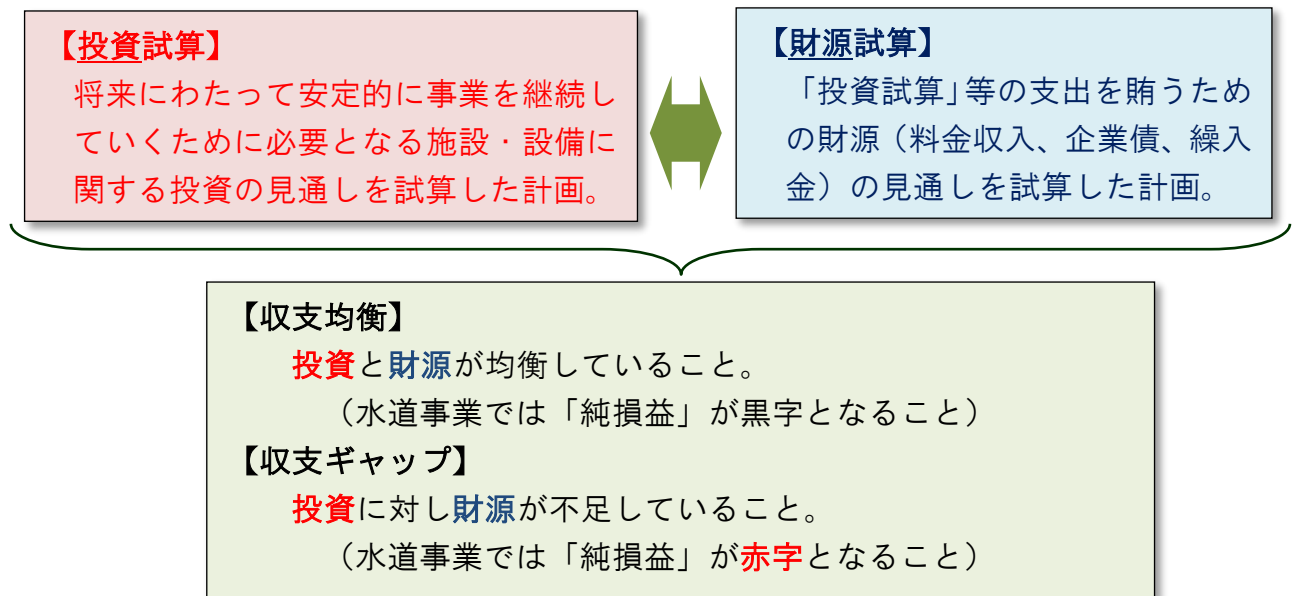 【投資試算】
将来にわたって安定的に事業を継続し
ていくために必要となる施設・設備に
関する投資の見通しを試算した計画。
【財源試算】
「投資試算」等の支出を賄うため
の財源（料金収入、企業債、繰入
金）の見通しを試算した計画。
【収支均衡】
投資と財源が均衡していること。
（水道事業では「純損益」が黒字となること）
【収支ギャップ】
投資に対し財源が不足していること。
（水道事業では「純損益」が赤字となること）